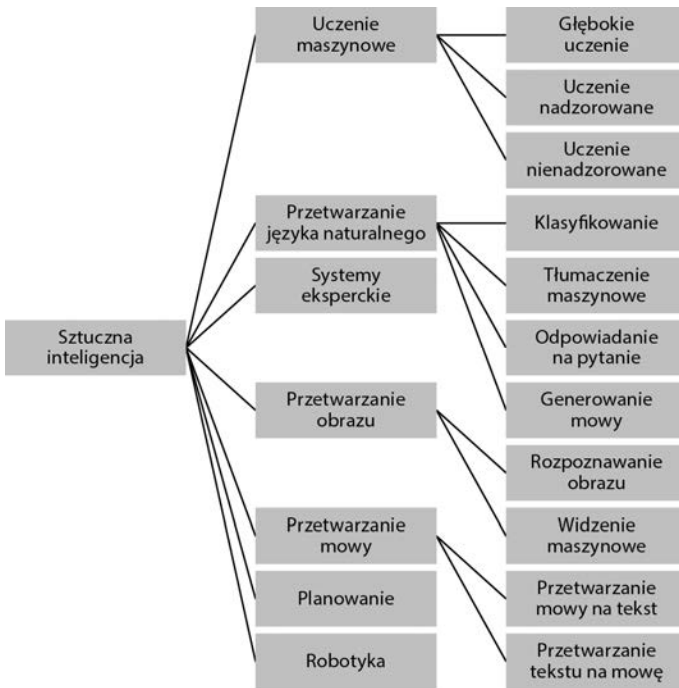 Sztuczna
inteligencja
Uczenie
maszynowe
Głębokie
uczenie
Uczenie
nadzorowane
Uczenie
nienadzorowane
Przetwarzanie
języka naturalnego
Klasyfikowanie
Tłumaczenie
maszynowe
Odpowiadanie
na pytanie
Generowanie
mowy
Systemy
eksperckie
Przetwarzanie
obrazu
Rozpoznawanie
obrazu
Widzenie
maszynowe
Przetwarzanie
mowy
Przetwarzanie
mowy na tekst
Przetwarzanie
tekstu na mowę
Planowanie
Robotyka